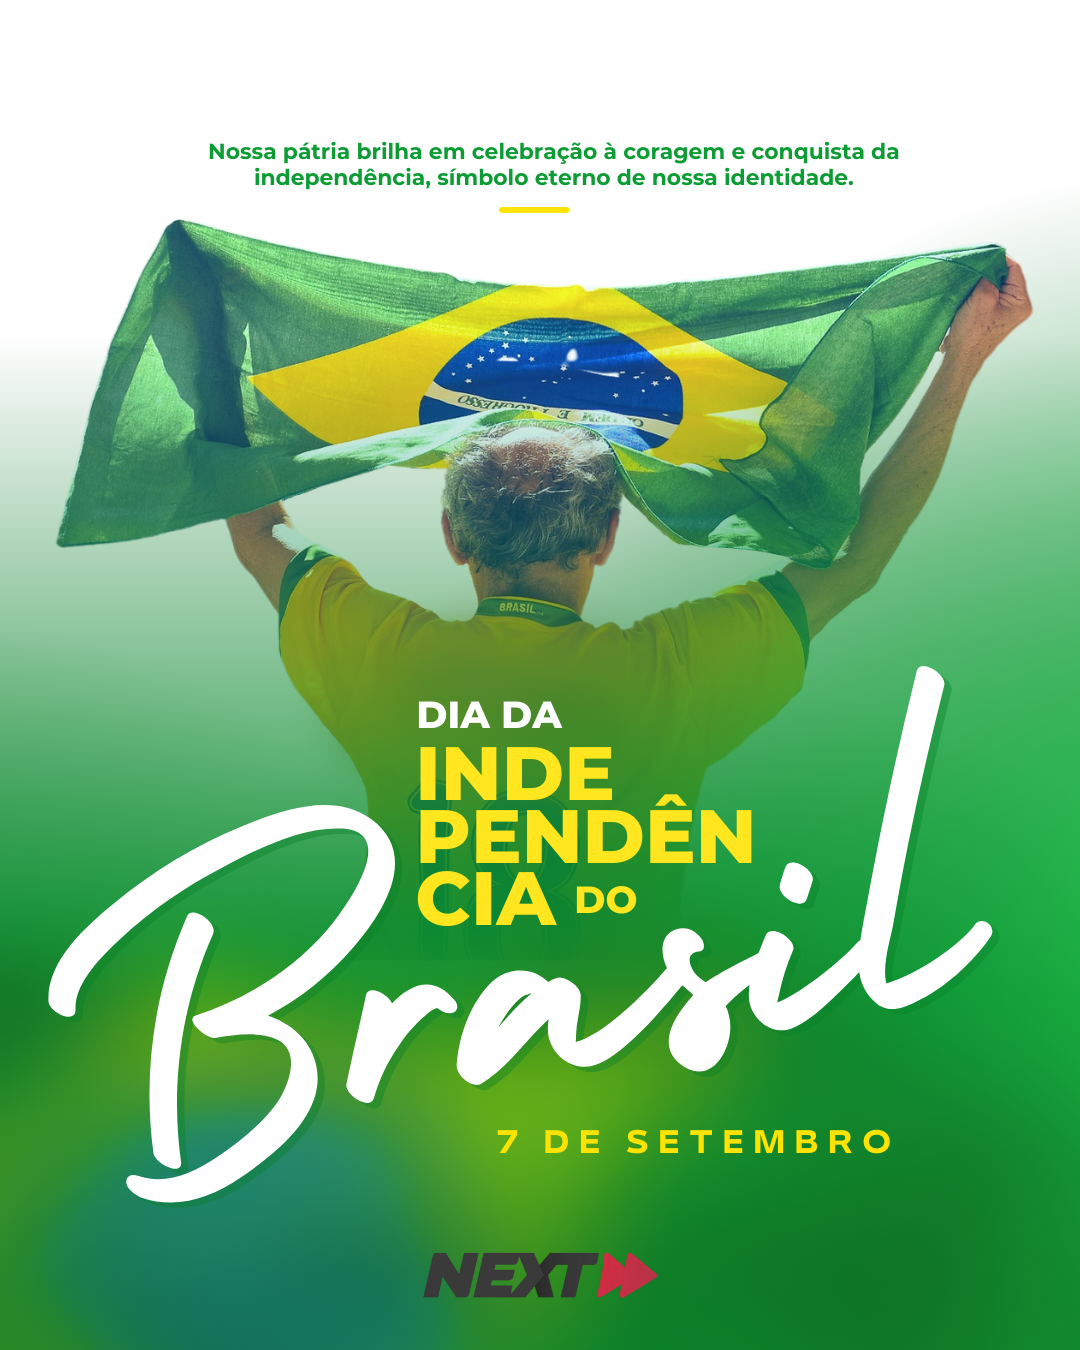 Nossa pátria brilha em celebração à coragem e conquista da
independência, símbolo eterno de nossa identidade.
BRASIL
DIA DA
INDE
PENDÊN
CIA DO
Brasil
7 DE SETEMBRO
NEXT